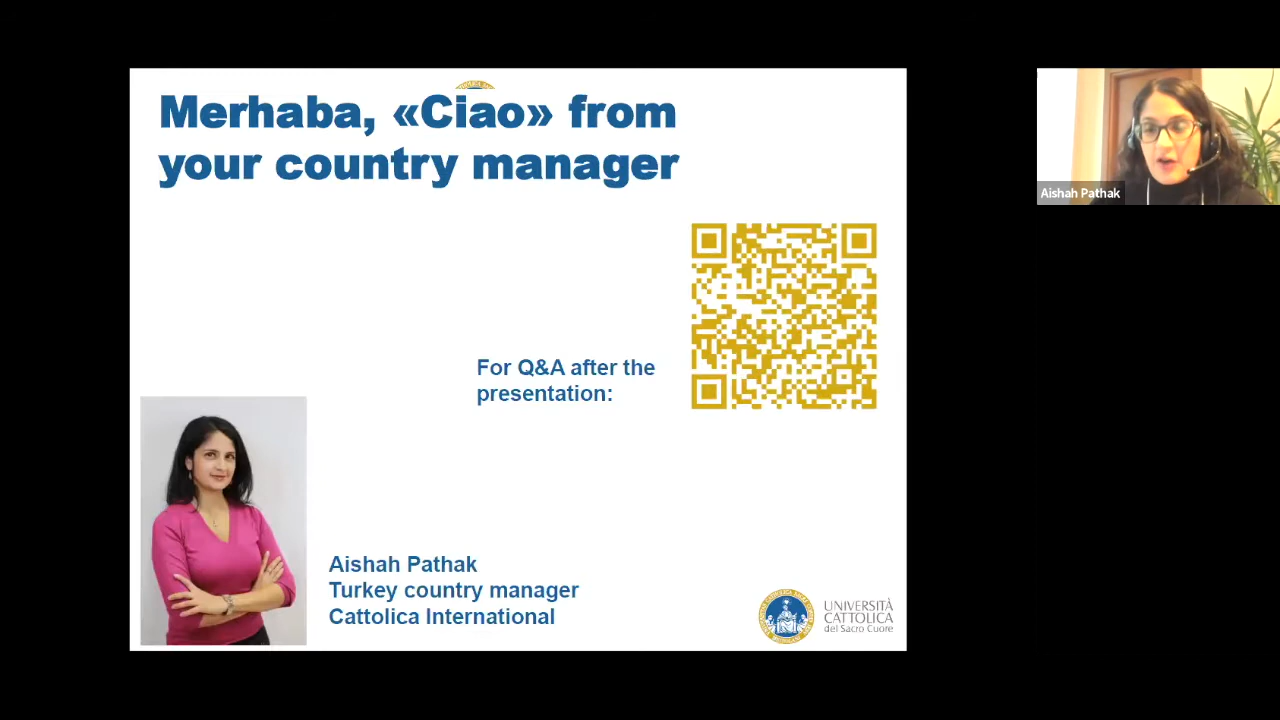 Merhaba, «Ciao» from
your country manager
Aishah Pathak
For Q&A after the
presentation:
Aishah Pathak
Turkey country manager
Cattolica International
UNIVERSITÀ
CATTOLICA
del Sacro Cuore